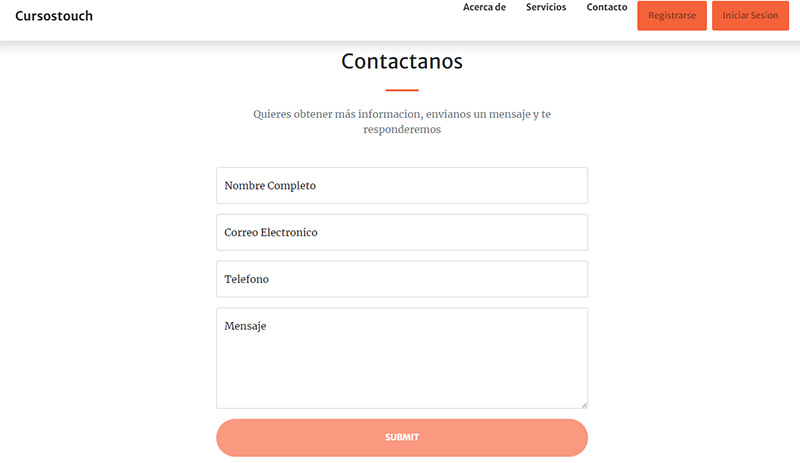 Cursostouch
Acerca de
Servicios
Contacto
Registrarse
Iniciar Sesion
Contactanos
Quieres obtener más informacion, envianos un mensaje y te
responderemos
Nombre Completo
Correo Electronico
Telefono
Mensaje
SUBMIT